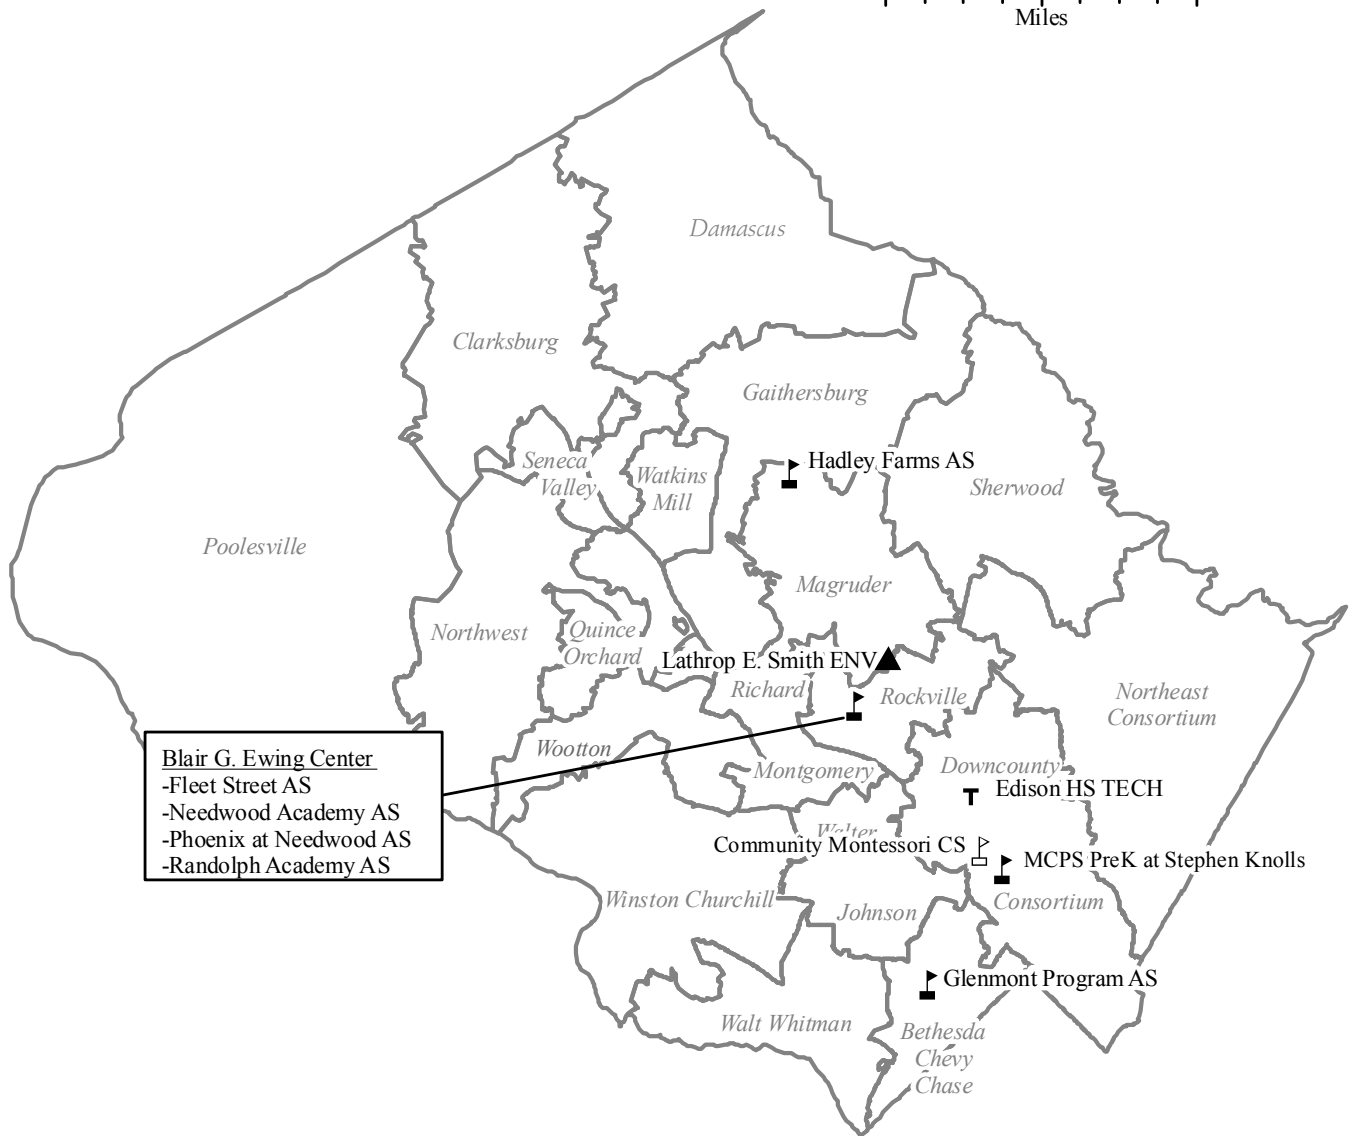 Miles
Damascus
Clarksburg
Gaithersburg
Hadley Farms AS
Seneca
Valley
Watkins
Mill
Sherwood
Poolesville
Magruder
Northwest
Quince
Orchard
Lathrop E. Smith ENV
Richard
Rockville
Northeast
Consortium
Blair G. Ewing Center
-Fleet Street AS
-Needwood Academy AS
-Phoenix at Needwood AS
-Randolph Academy AS
Wootton
Montgomery
Downcounty
Edison HS TECH
Walter
Community Montessori CS
MCPS PreK at Stephen Knolls
Winston Churchill
Johnson
Consortium
Glenmont Program AS
Walt Whitman
Bethesda
Chevy
Chase